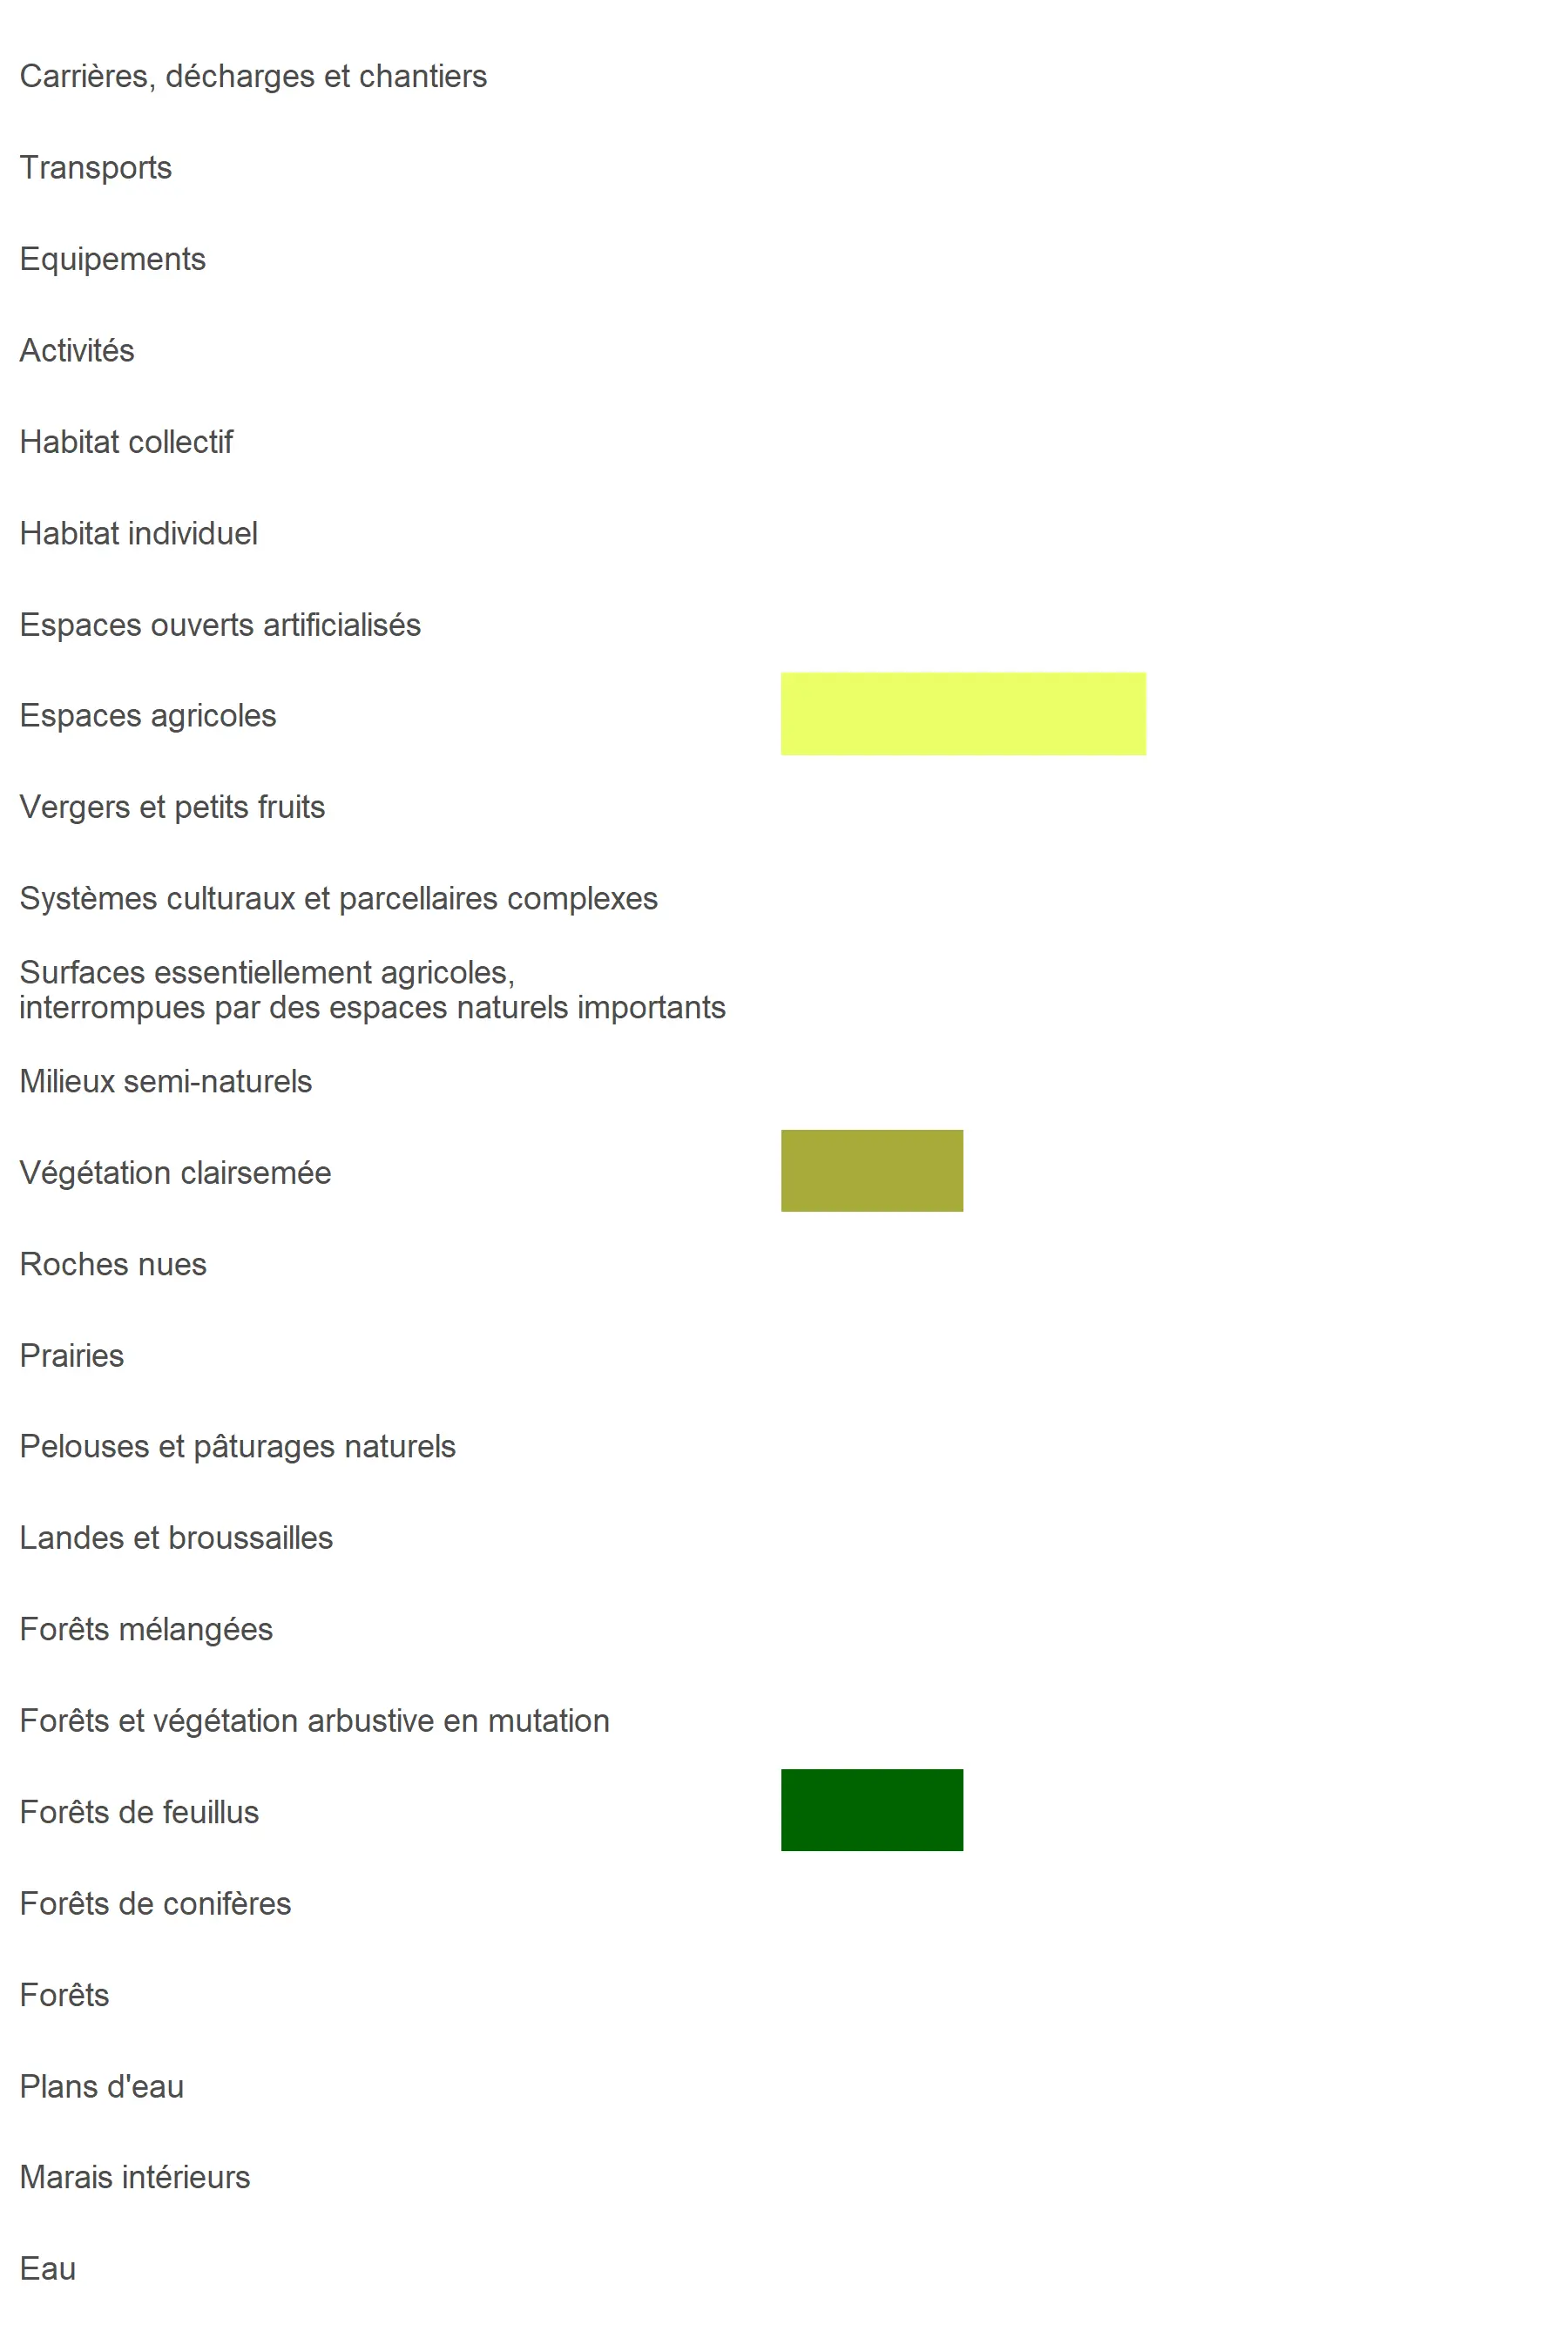 Carrières, décharges et chantiers
Transports
Equipements
Activités
Habitat collectif
Habitat individuel
Espaces ouverts artificialisés
Espaces agricoles
Vergers et petits fruits
Systèmes culturaux et parcellaires complexes
Surfaces essentiellement agricoles,
interrompues par des espaces naturels importants
Milieux semi-naturels
Végétation clairsemée
Roches nues
Prairies
Pelouses et pâturages naturels
Landes et broussailles
Forêts mélangées
Forêts et végétation arbustive en mutation
Forêts de feuillus
Forêts de conifères
Forêts
Plans d'eau
Marais intérieurs
Eau